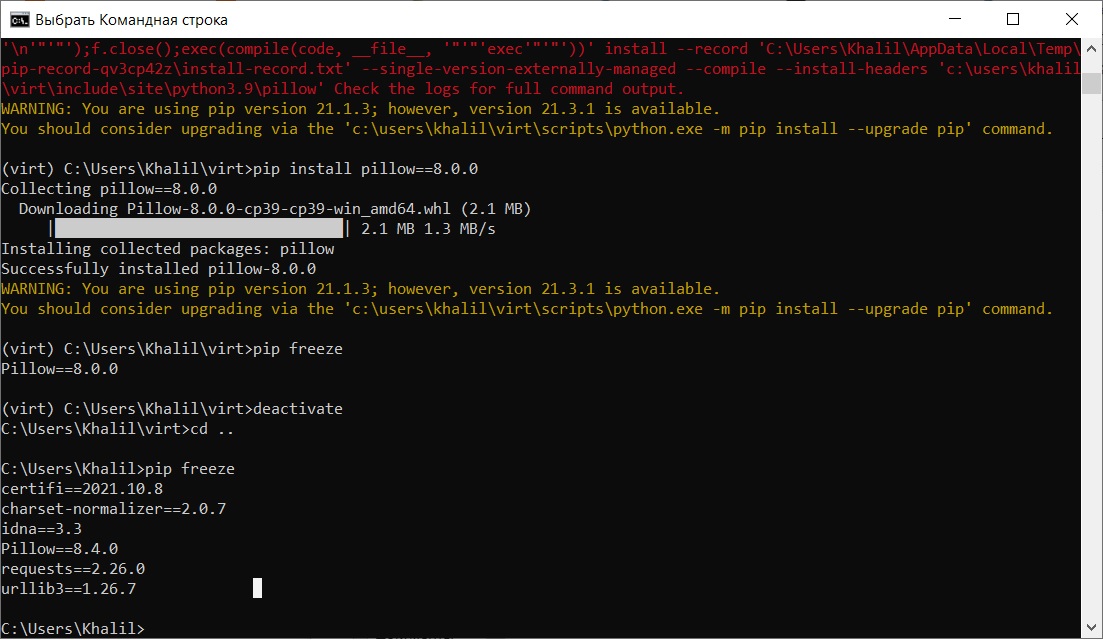 Выбрать Командная строка
'\n'"'"');f.close();exec(compile(code, __file__, '"'"'exec'"'"'))' install --record 'C:\Users\Khalil\AppData\Local\Temp\
pip-record-qv3cp42z\install-record.txt' --single-version-externally-managed --compile --install-headers 'c:\users\khalil
\virt\include\site\python3.9\pillow' Check the logs for full command output.
WARNING: You are using pip version 21.1.3; however, version 21.3.1 is available.
You should consider upgrading via the 'c:\users\khalil\virt\scripts\python.exe -m pip install --upgrade pip' command.
(virt) C:\Users\Khalil\virt>pip install pillow==8.0.0
Collecting pillow==8.0.0
Downloading Pillow-8.0.0-cp39-cp39-win_amd64.whl (2.1 MB)
| | 2.1 MB 1.3 MB/s
Installing collected packages: pillow
Successfully installed pillow-8.0.0
WARNING: You are using pip version 21.1.3; however, version 21.3.1 is available.
You should consider upgrading via the 'c:\users\khalil\virt\scripts\python.exe -m pip install --upgrade pip' command.
(virt) C:\Users\Khalil\virt>pip freeze
Pillow==8.0.0
(virt) C:\Users\Khalil\virt>deactivate
C:\Users\Khalil\virt>cd ..
C:\Users\Khalil>pip freeze
certifi==2021.10.8
charset-normalizer==2.0.7
idna==3.3
Pillow==8.4.0
requests==2.26.0
urllib3==1.26.7
C:\Users\Khalil>